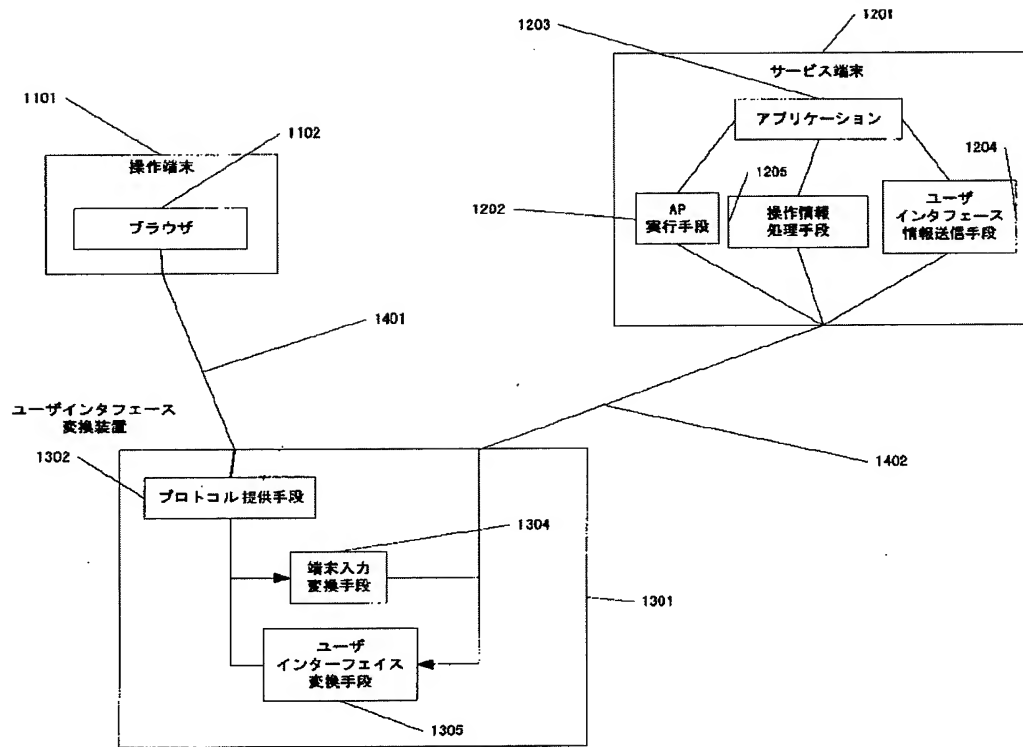 1203
1201
サービス端末
1101
1102
アプリケーション
操作端末
1205
1204
1202
AP
実行手段
操作情報
処理手段
ユーザ
インタフェース
情報送信手段
ブラウザ
1401
ユーザインタフェース
変換装置
1302
1402
プロトコル提供手段
1304
端末入力
変換手段
1301
ユーザ
インターフェイス
変換手段
1305